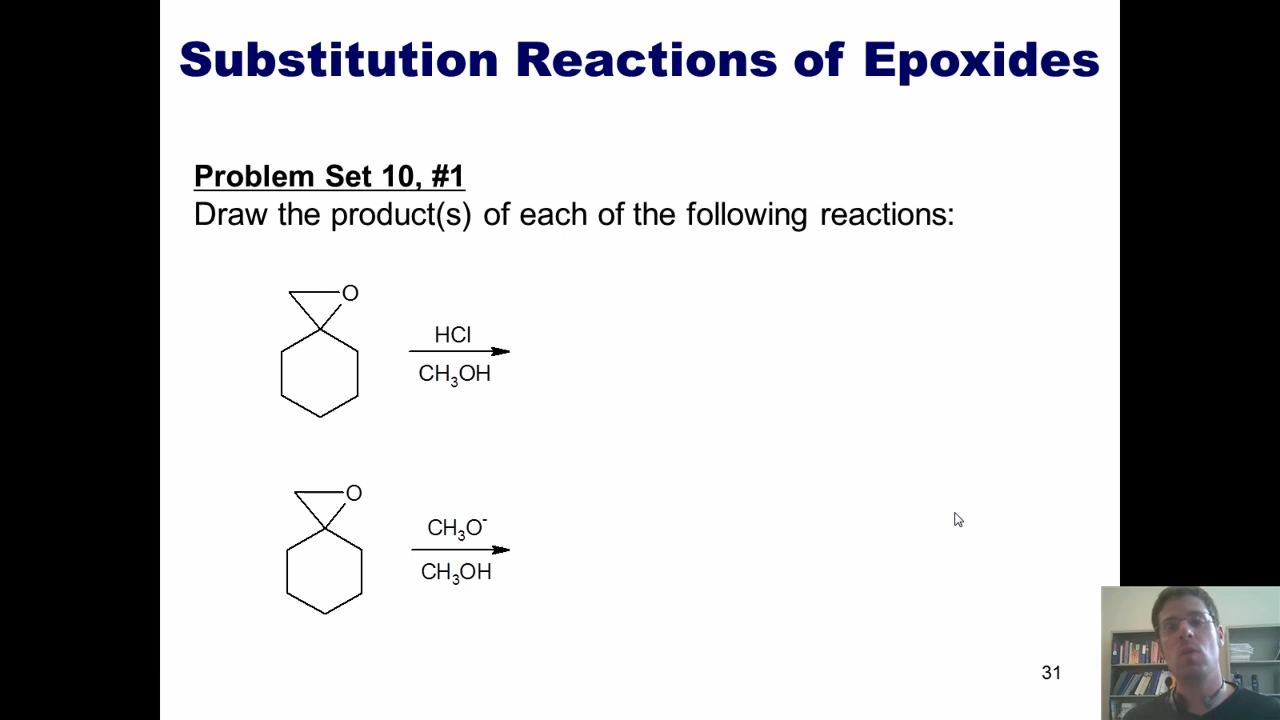 Substitution Reactions of Epoxides
Problem Set 10, #1
Draw the product(s) of each of the following reactions:
O
HCl
CH₃OH
O
CH₃O⁻
CH₃OH
31